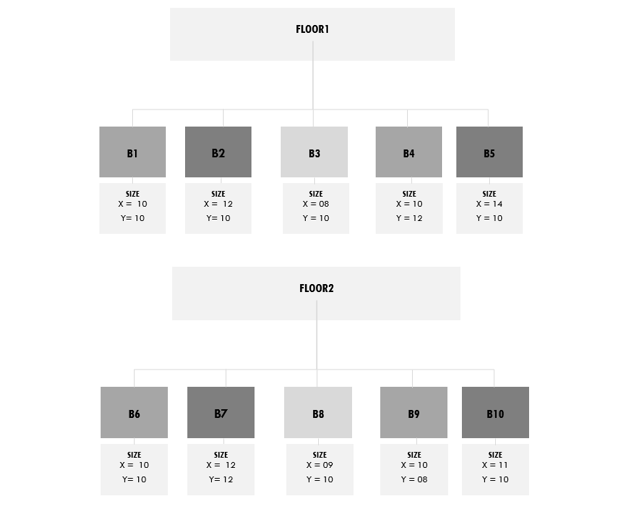 FLOOR1
B1 B2 B3 B4 B5
SIZE SIZE SIZE SIZE SIZE
X = 10 X = 12 X = 08 X = 10 X = 14
Y= 10 Y= 10 Y = 10 Y = 12 Y = 10
FLOOR2
B6 B7 B8 B9 B10
SIZE SIZE SIZE SIZE SIZE
X = 10 X = 12 X = 09 X = 10 X = 11
Y= 10 Y= 12 Y = 10 Y = 08 Y = 10